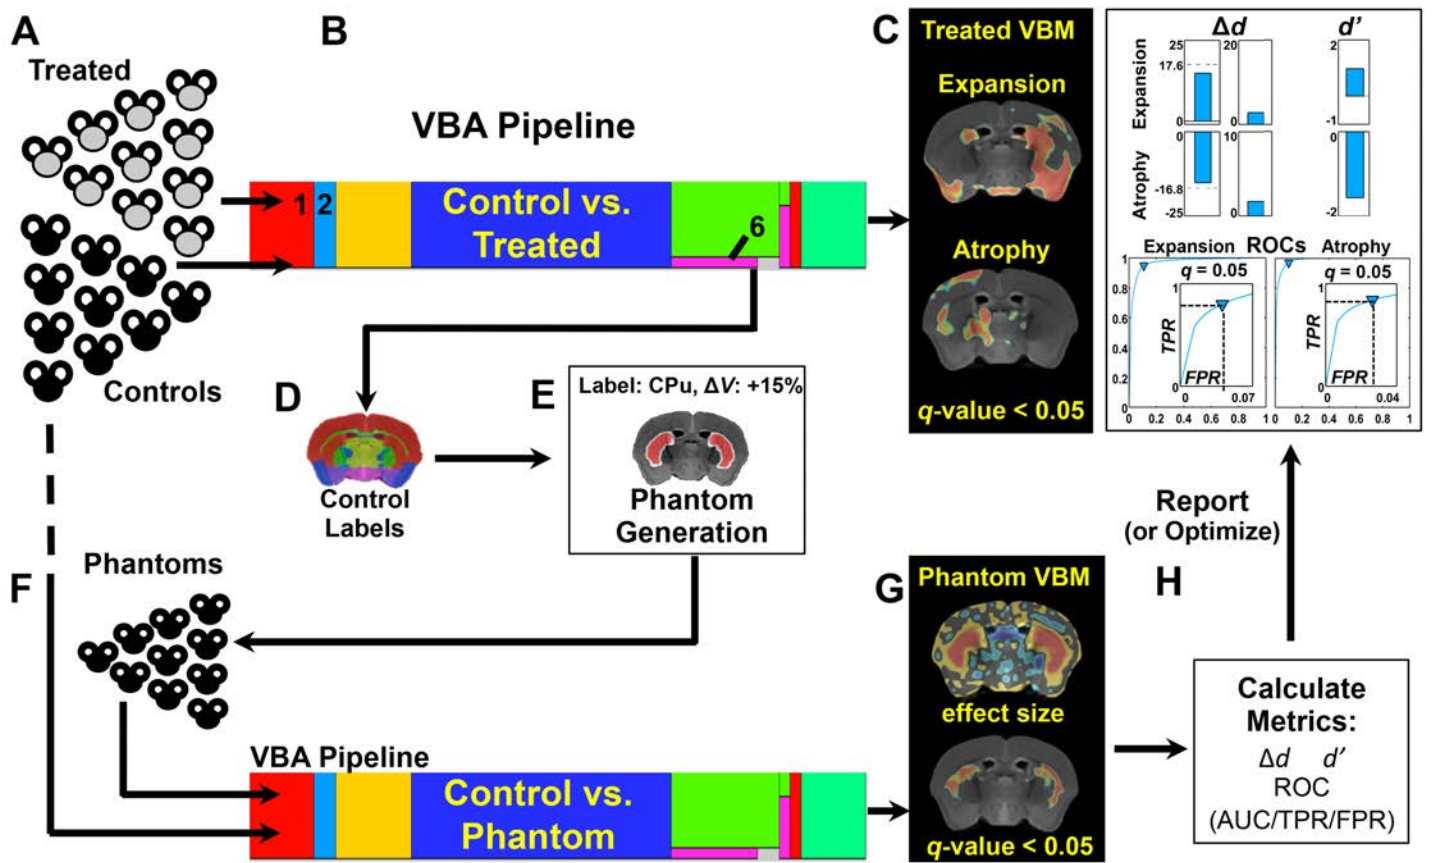 A
Treated
Controls
B
VBA Pipeline
1
2
Control vs.
Treated
6
C
Treated VBM
Expansion
Atrophy
q-value < 0.05
Δd
d’
Expansion
25
17.6
0
20
0
2
-1
Atrophy
0
-16.8
-25
10
0
0
-2
Expansion ROCs Atrophy
1
0.8
0.6
0.4
0.2
0
q = 0.05
1
TPR
FPR
0
0.07
0.2 0.4 0.6 0.8 1
q = 0.05
1
TPR
FPR
0
0.04
0 0.2 0.4 0.6 0.8 1
D
Control
Labels
E
Label: CPu, ΔV: +15%
Phantom
Generation
F
Phantoms
VBA Pipeline
Control vs.
Phantom
G
Phantom VBM
effect size
q-value < 0.05
H
Report
(or Optimize)
Calculate
Metrics:
Δd d’
ROC
(AUC/TPR/FPR)